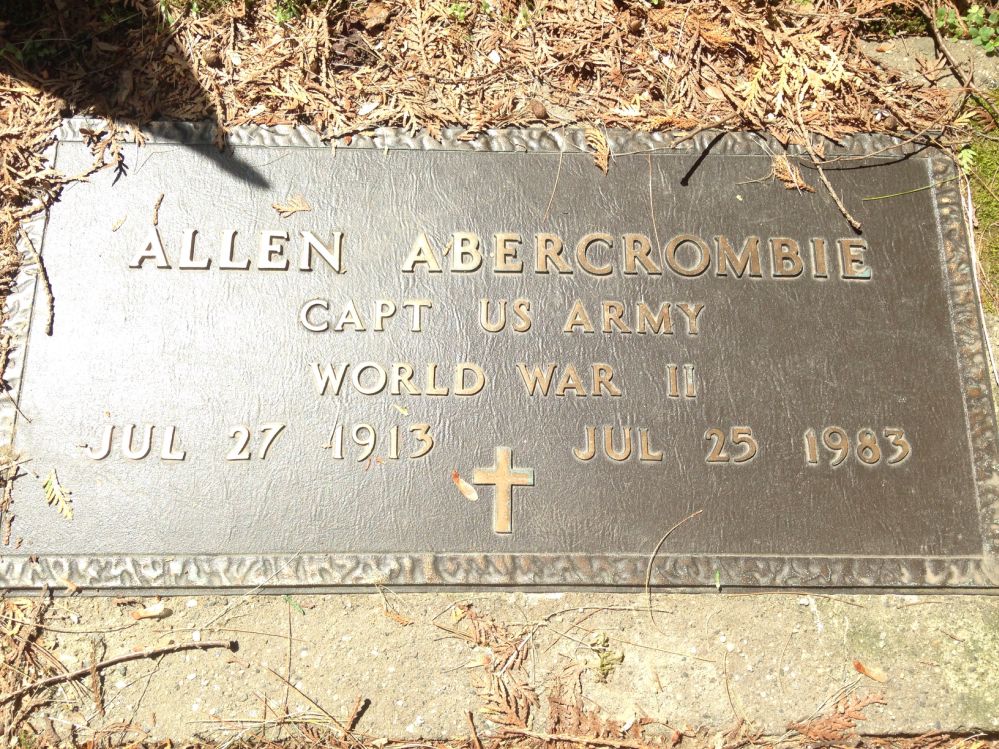 ALLEN ABERCROMBIE
CAPT US ARMY
WORLD WAR II
JUL 27 1913 JUL 25 1983